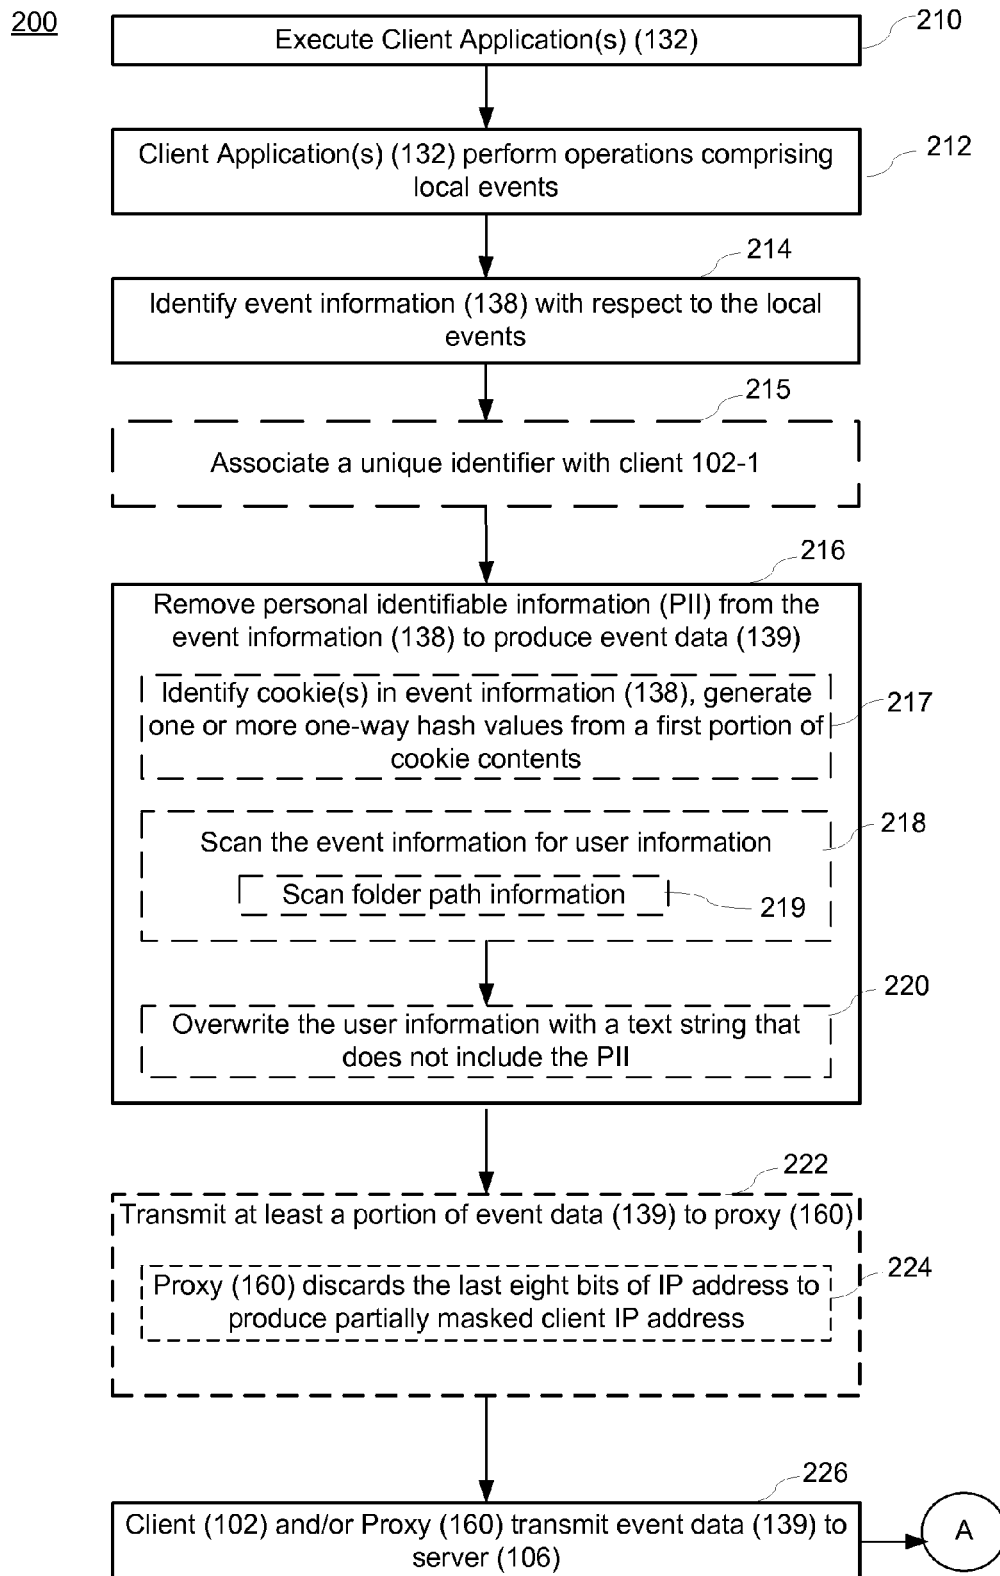 200
Execute Client Application(s) (132)
210
Client Application(s) (132) perform operations comprising
local events
212
214
Identify event information (138) with respect to the local
events
215
Associate a unique identifier with client 102-1
216
Remove personal identifiable information (PII) from the
event information (138) to produce event data (139)
Identify cookie(s) in event information (138), generate
one or more one-way hash values from a first portion of
cookie contents
217
218
Scan the event information for user information
Scan folder path information
219
220
Overwrite the user information with a text string that
does not include the PII
222
Transmit at least a portion of event data (139) to proxy (160)
224
Proxy (160) discards the last eight bits of IP address to
produce partially masked client IP address
226
Client (102) and/or Proxy (160) transmit event data (139) to
server (106)
A